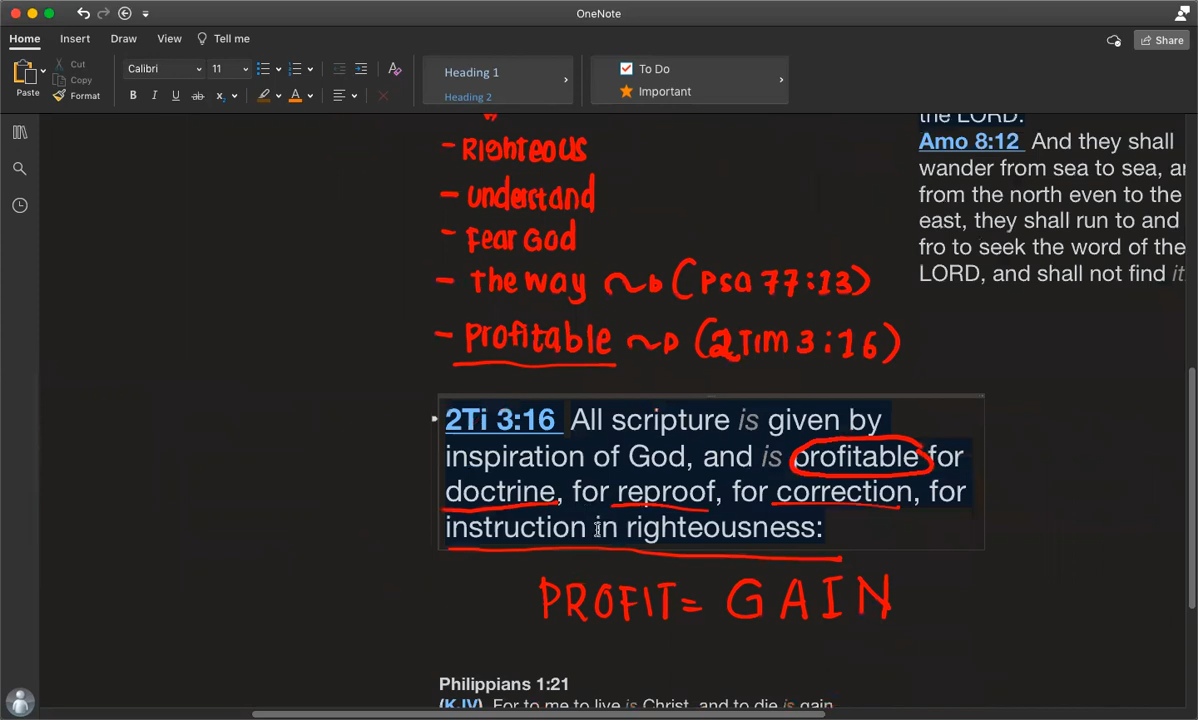 OneNote
Home Insert Draw View Tell me
Share
Paste
Cut
Copy
Format
Calibri 11
B I U ab x₂ A
Heading 1
Heading 2
To Do
Important
- Righteous
- understand
- Fear God
- The way (Psa 77:13)
- Profitable (2Tim 3:16)
2Ti 3:16 All scripture is given by
inspiration of God, and is profitable for
doctrine, for reproof, for correction, for
instruction in righteousness:
PROFIT= GAIN
Philippians 1:21
(KJV) For to me to live is Christ, and to die is gain
the LORD.
Amo 8:12 And they shall
wander from sea to sea, an
from the north even to the
east, they shall run to and
fro to seek the word of the
LORD, and shall not find it